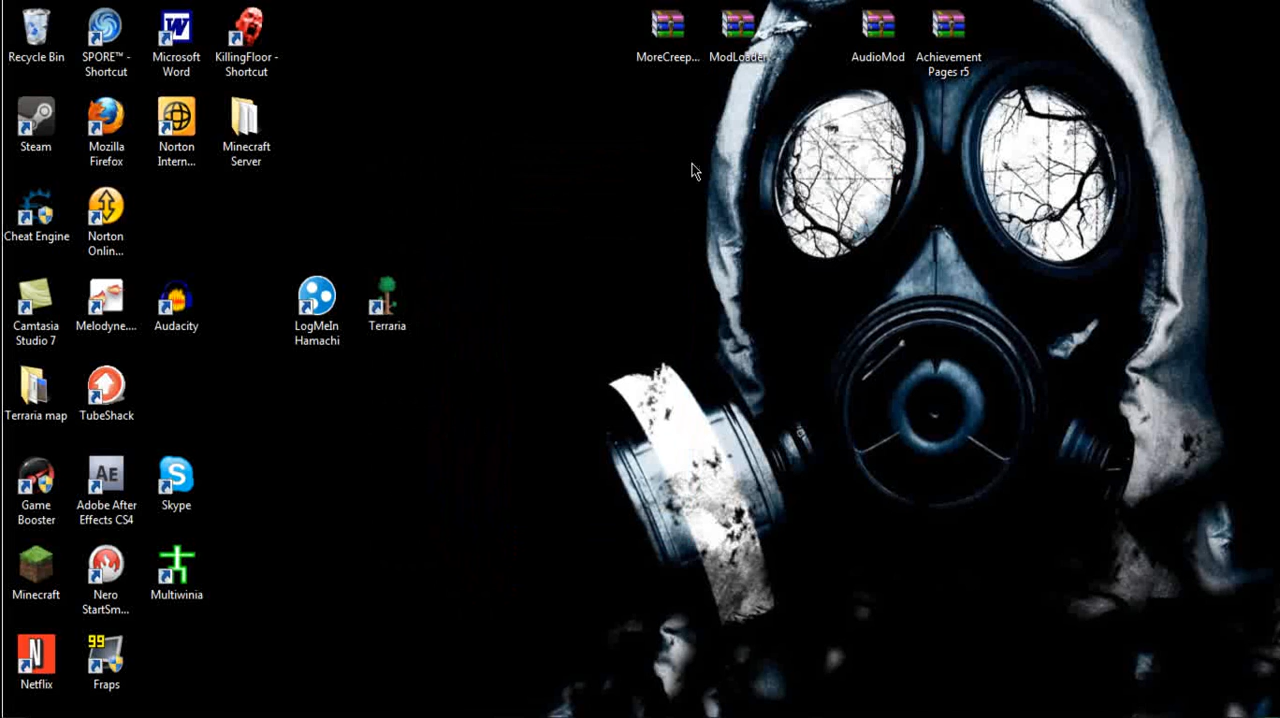 Recycle Bin
SPORE™ -
Shortcut
Microsoft
Word
KillingFloor -
Shortcut
MoreCreep...
ModLoader
AudioMod
Achievement
Pages r5
Steam
Mozilla
Firefox
Norton
Intern...
Minecraft
Server
Cheat Engine
Norton
Onlin...
Camtasia
Studio 7
Melodyne....
Audacity
LogMeIn
Hamachi
Terraria
Terraria map
TubeShack
Game
Booster
AE
Adobe After
Effects CS4
Skype
Minecraft
Nero
StartSm...
Multiwinia
Netflix
99
Fraps